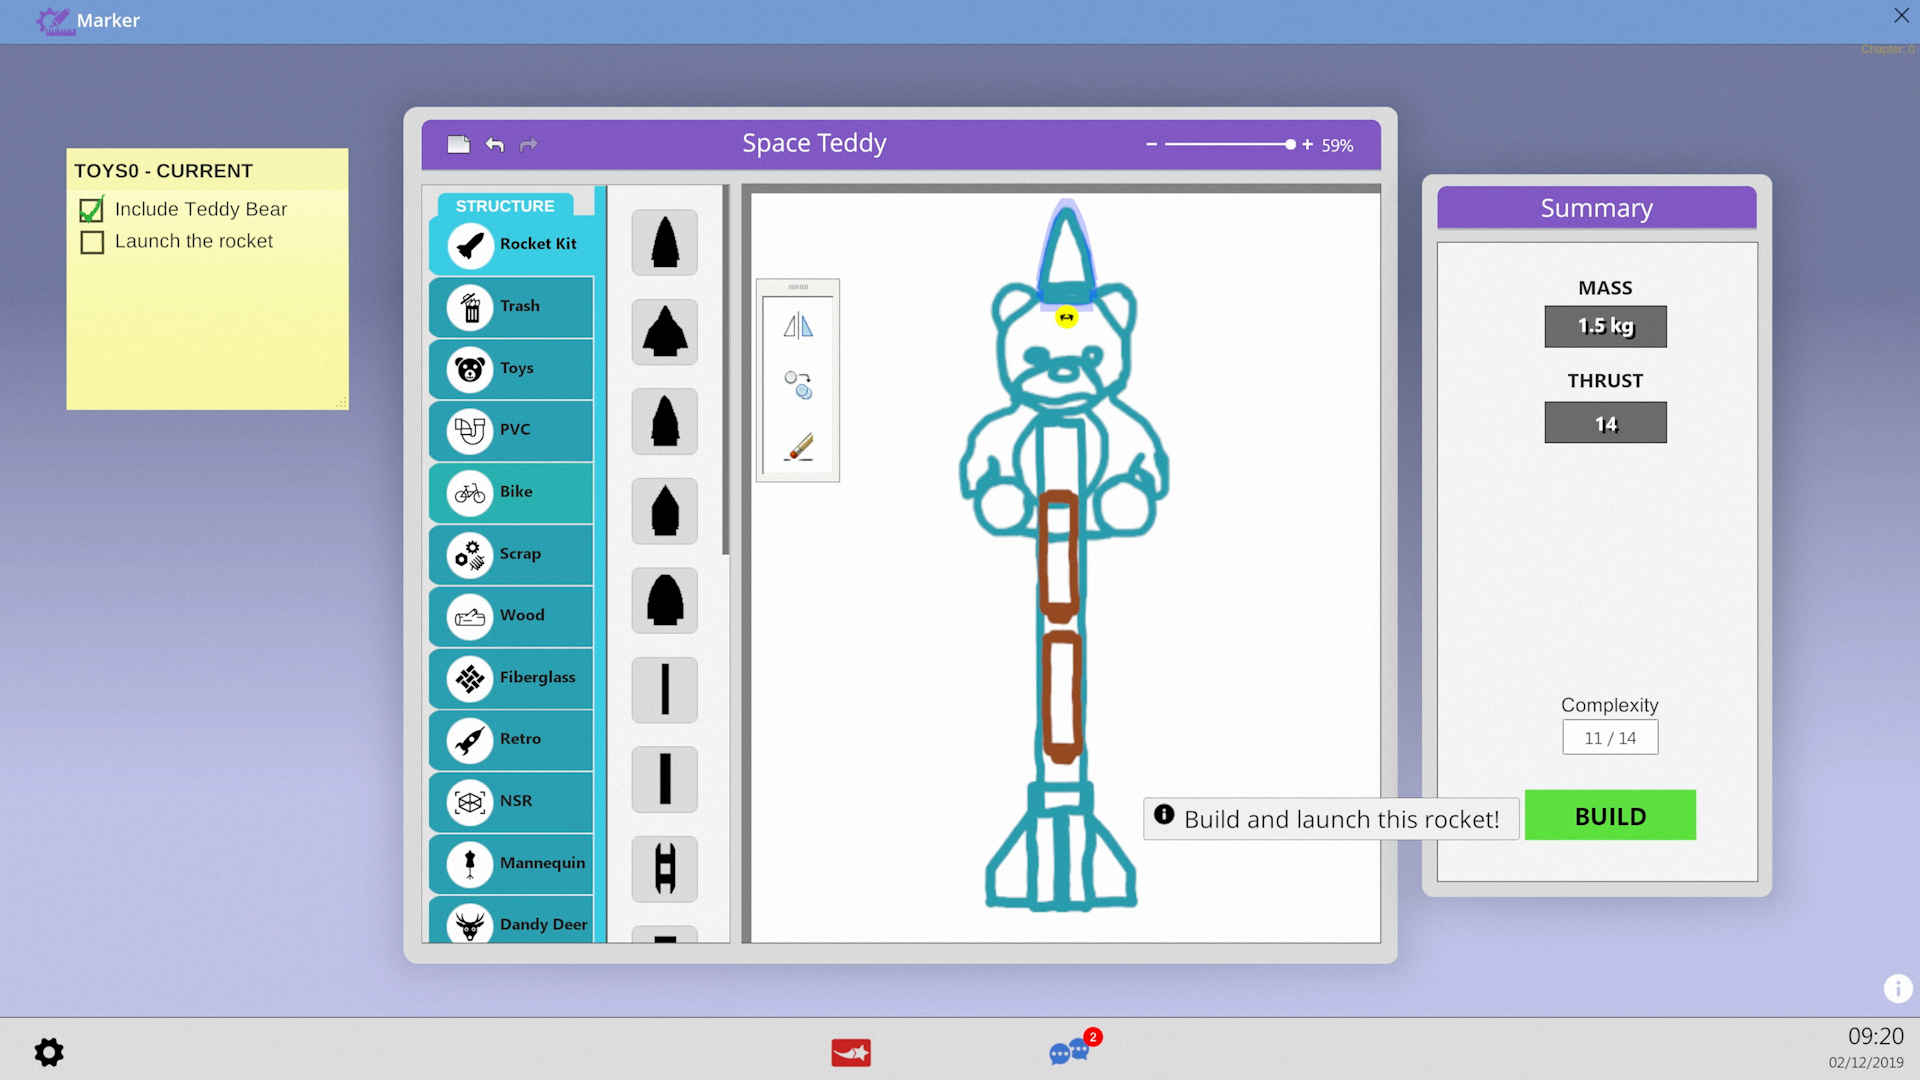 Marker
Chapter: 0
TOYS0 - CURRENT
Include Teddy Bear
Launch the rocket
Space Teddy
59%
STRUCTURE
Rocket Kit
Trash
Toys
PVC
Bike
Scrap
Wood
Fiberglass
Retro
NSR
Mannequin
Dandy Deer
Summary
MASS
1.5 kg
THRUST
14
Complexity
11 / 14
Build and launch this rocket!
BUILD
2
09:20
02/12/2019